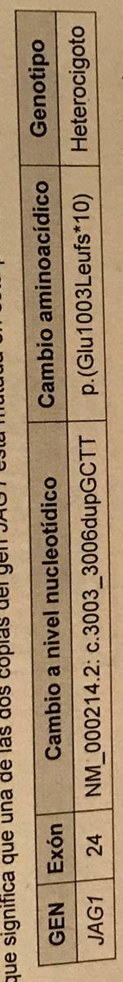 que significa que una de las dos copias del gen JAG1 está mutada en
GEN Exón Cambio a nivel nucleotídico Cambio aminoacídico Genotipo
JAG1 24 NM_000214.2: c.3003_3006dupGCTT p.(Glu1003Leufs*10) Heterocigoto